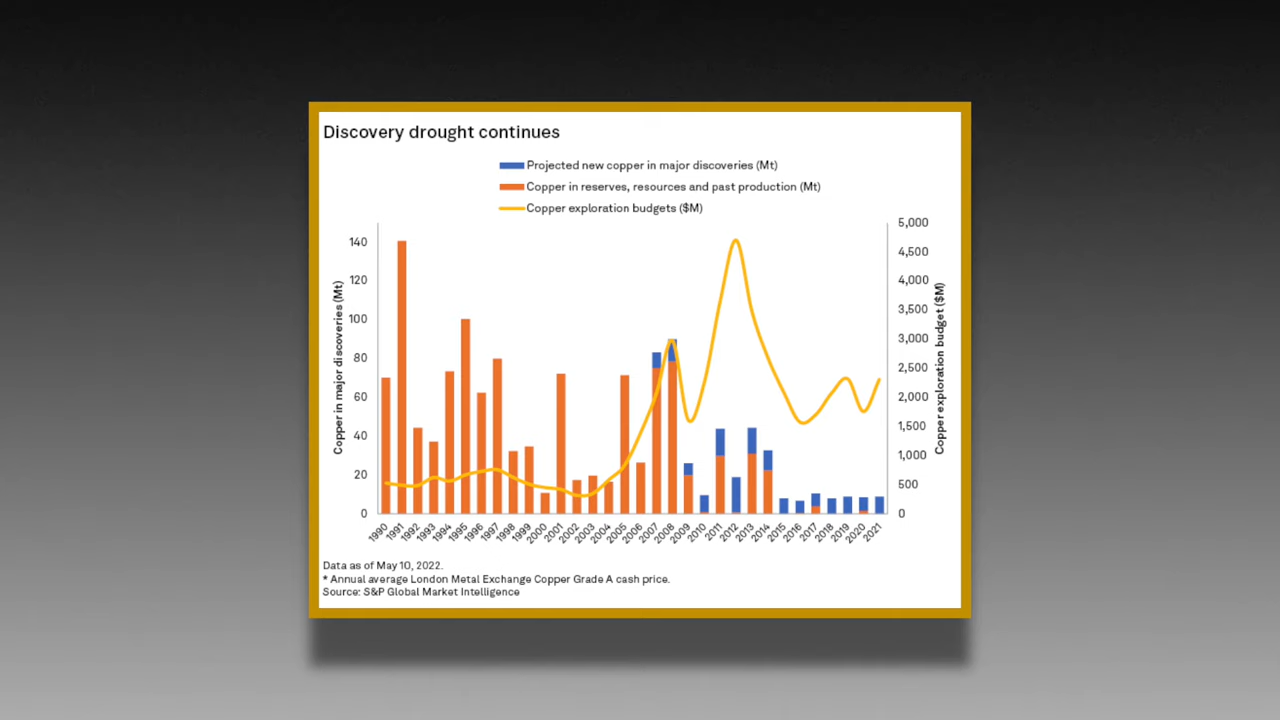 Discovery drought continues
Projected new copper in major discoveries (Mt)
Copper in reserves, resources and past production (Mt)
Copper exploration budgets ($M)
Copper in major discoveries (Mt)
140
120
100
80
60
40
20
0
5,000
4,500
4,000
3,500
3,000
2,500
2,000
1,500
1,000
500
0
Copper exploration budget ($M)
1990 1991 1992 1993 1994 1995 1996 1997 1998 1999 2000 2001 2002 2003 2004 2005 2006 2007 2008 2009 2010 2011 2012 2013 2014 2015 2016 2017 2018 2019 2020 2021
Data as of May 10, 2022.
* Annual average London Metal Exchange Copper Grade A cash price.
Source: S&P Global Market Intelligence